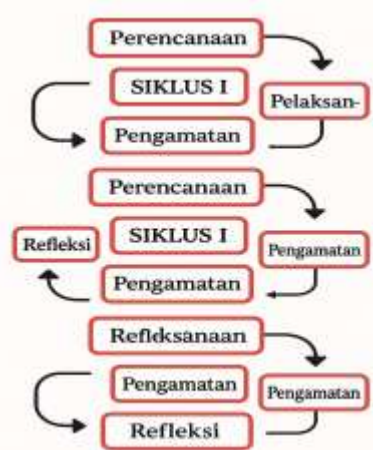 Perencanaan
SIKLUS I
Pelaksan-
Pengamatan
Perencanaan
Refleksi
SIKLUS I
Pengamatan
Pengamatan
Refleksanaan
Pengamatan
Pengamatan
Refleksi